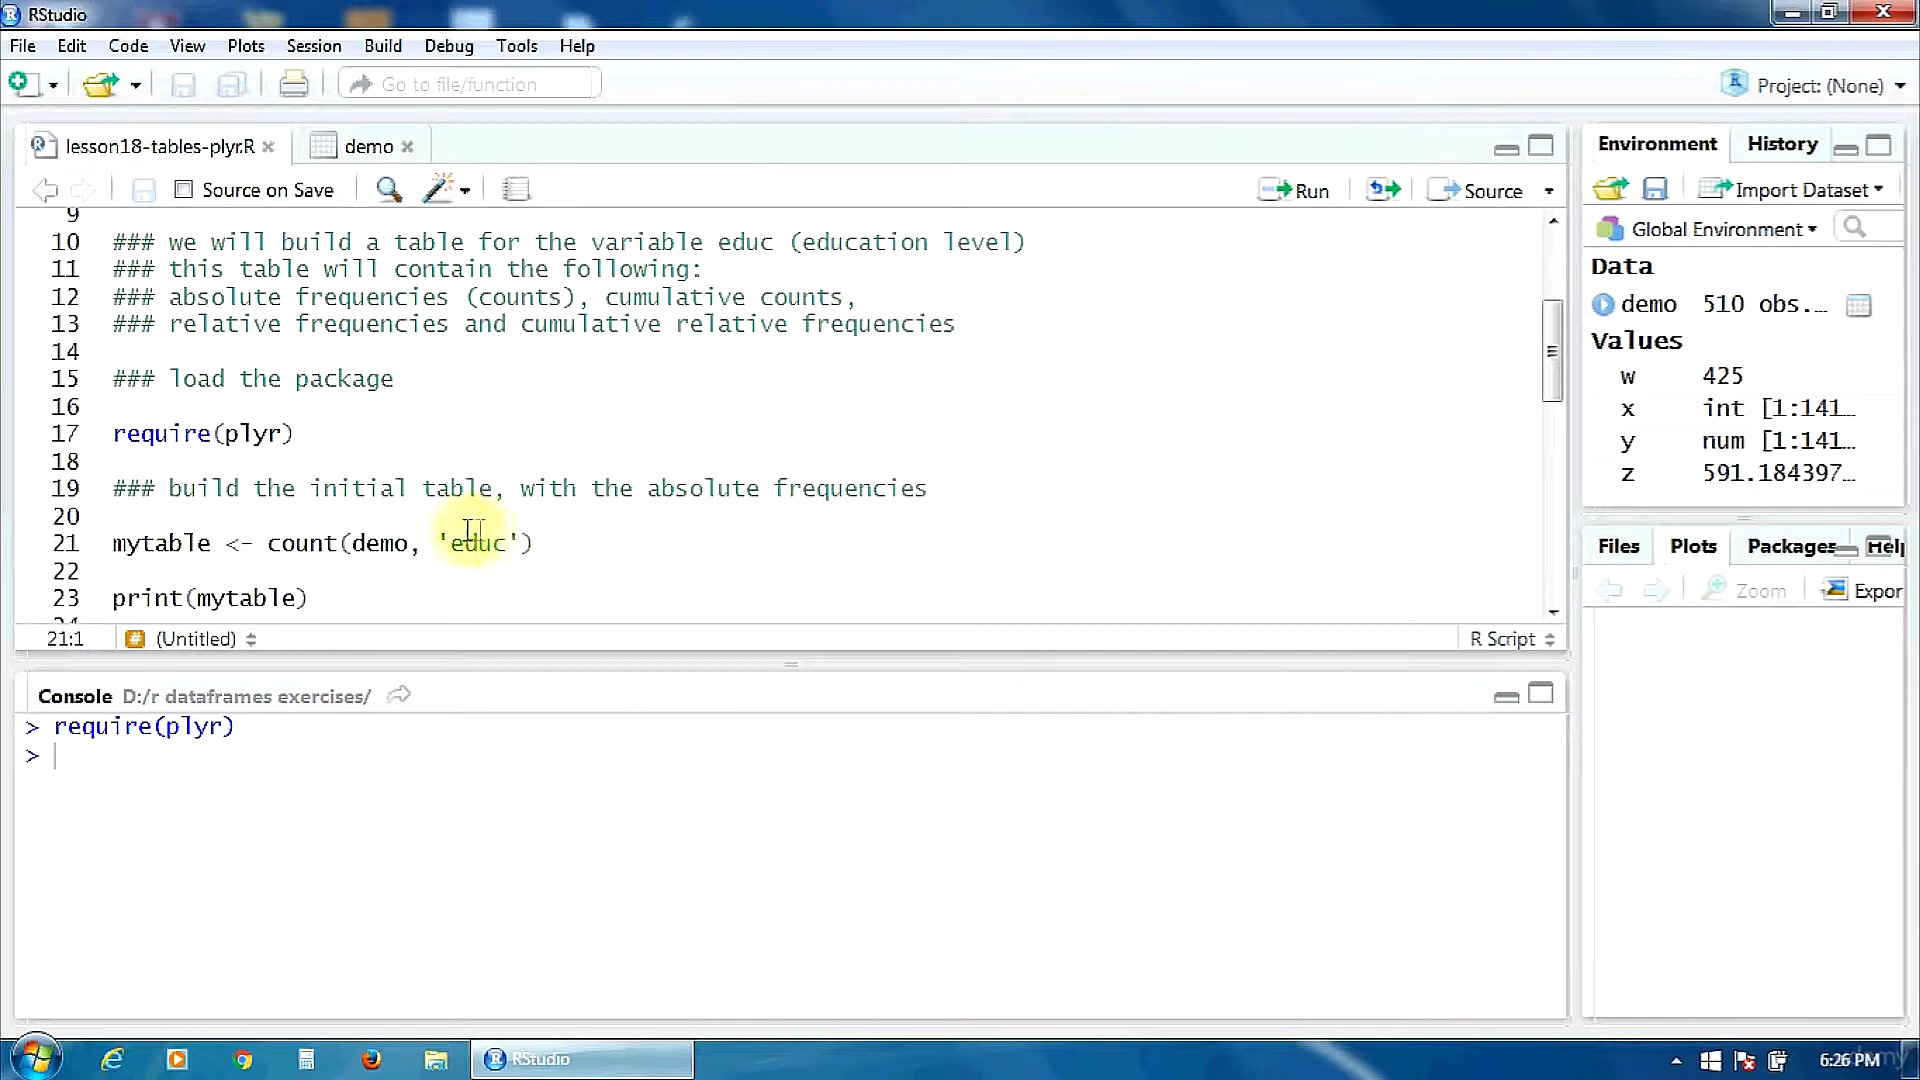 RStudio
File Edit Code View Plots Session Build Debug Tools Help
Go to file/function
Project: (None)
lesson18-tables-plyr.R
demo
Source on Save
Run
Source
9
10 ### we will build a table for the variable educ (education level)
11 ### this table will contain the following:
12 ### absolute frequencies (counts), cumulative counts,
13 ### relative frequencies and cumulative relative frequencies
14
15 ### load the package
16
17 require(plyr)
18
19 ### build the initial table, with the absolute frequencies
20
21 mytable <- count(demo, 'educ')
22
23 print(mytable)
21:1 (Untitled) R Script
Console D:/r dataframes exercises/
> require(plyr)
>
Environment History
Import Dataset
Global Environment
Data
demo 510 obs.…
Values
w 425
x int [1:141…
y num [1:141…
z 591.184397…
Files Plots Packages Help
Zoom Expor
RStudio
6:26 PM